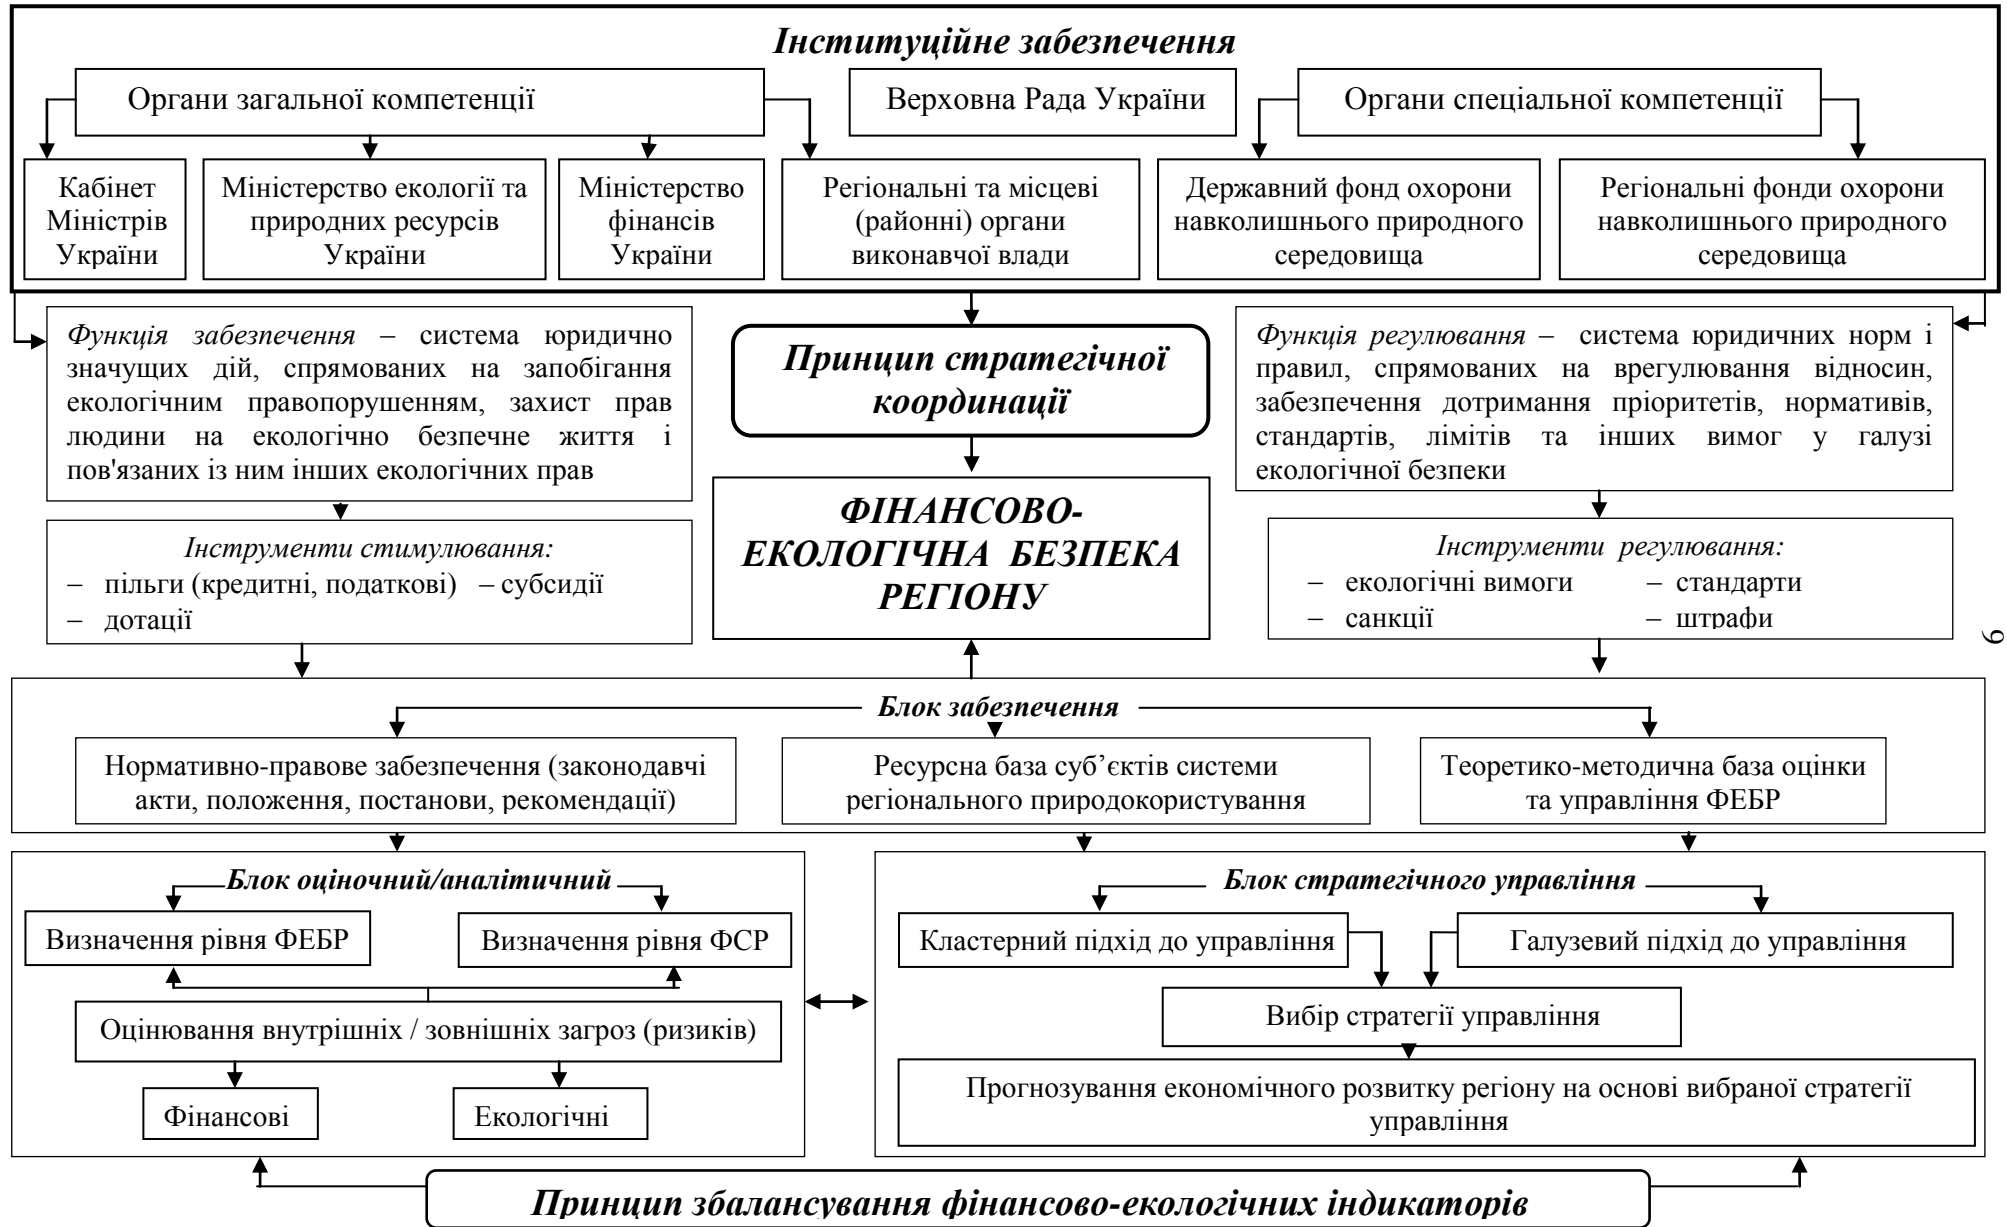 Інституційне забезпечення
Органи загальної компетенції
Верховна Рада України
Органи спеціальної компетенції
Кабінет
Міністрів
України
Міністерство екології та
природних ресурсів
України
Міністерство
фінансів
України
Регіональні та місцеві
(районні) органи
виконавчої влади
Державний фонд охорони
навколишнього природного
середовища
Регіональні фонди охорони
навколишнього природного
середовища
Функція забезпечення – система юридично
значущих дій, спрямованих на запобігання
екологічним правопорушенням, захист прав
людини на екологічно безпечне життя і
пов'язаних із ним інших екологічних прав
Принцип стратегічної
координації
Функція регулювання – система юридичних норм і
правил, спрямованих на врегулювання відносин,
забезпечення дотримання пріоритетів, нормативів,
стандартів, лімітів та інших вимог у галузі
екологічної безпеки
ФІНАНСОВО-
ЕКОЛОГІЧНА БЕЗПЕКА
РЕГІОНУ
Інструменти стимулювання:
– пільги (кредитні, податкові) – субсидії
– дотації
Інструменти регулювання:
– екологічні вимоги – стандарти
– санкції – штрафи
9
Блок забезпечення
Нормативно-правове забезпечення (законодавчі
акти, положення, постанови, рекомендації)
Ресурсна база суб’єктів системи
регіонального природокористування
Теоретико-методична база оцінки
та управління ФЕБР
Блок оціночний/аналітичний
Визначення рівня ФЕБР
Визначення рівня ФСР
Оцінювання внутрішніх / зовнішніх загроз (ризиків)
Фінансові
Екологічні
Блок стратегічного управління
Кластерний підхід до управління
Галузевий підхід до управління
Вибір стратегії управління
Прогнозування економічного розвитку регіону на основі вибраної стратегії
управління
Принцип збалансування фінансово-екологічних індикаторів